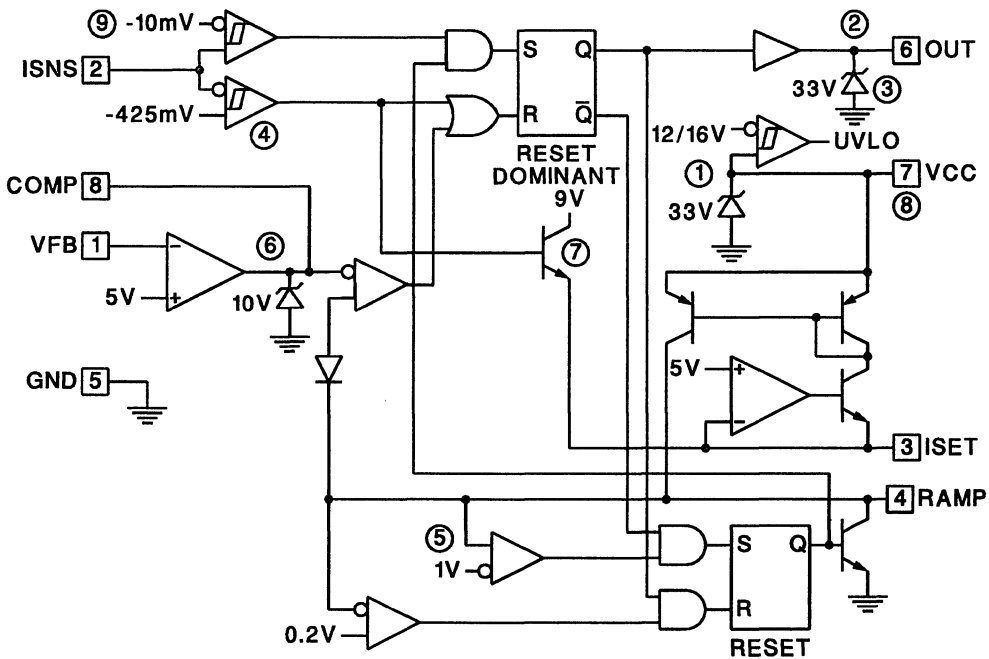 ⑨ -10mV
S Q
②
6 OUT
ISNS 2
33V ③
-425mV
④
R Q̅
12/16V
UVLO
RESET
DOMINANT
①
7 VCC
COMP 8
9V
33V
⑧
VFB 1
⑥
⑦
5V
10V
5V
GND 5
3 ISET
4 RAMP
⑤
1V
S Q
0.2V
R
RESET